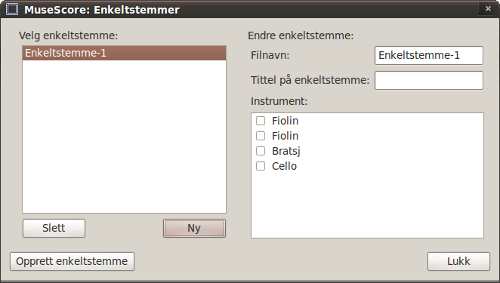 MuseScore: Enkeltstemmer
Velg enkeltstemme:
Enkeltstemme-1
Slett
Ny
Endre enkeltstemme:
Filnavn:
Enkeltstemme-1
Tittel på enkeltstemme:
Instrument:
Fiolin
Fiolin
Bratsj
Cello
Opprett enkeltstemme
Lukk